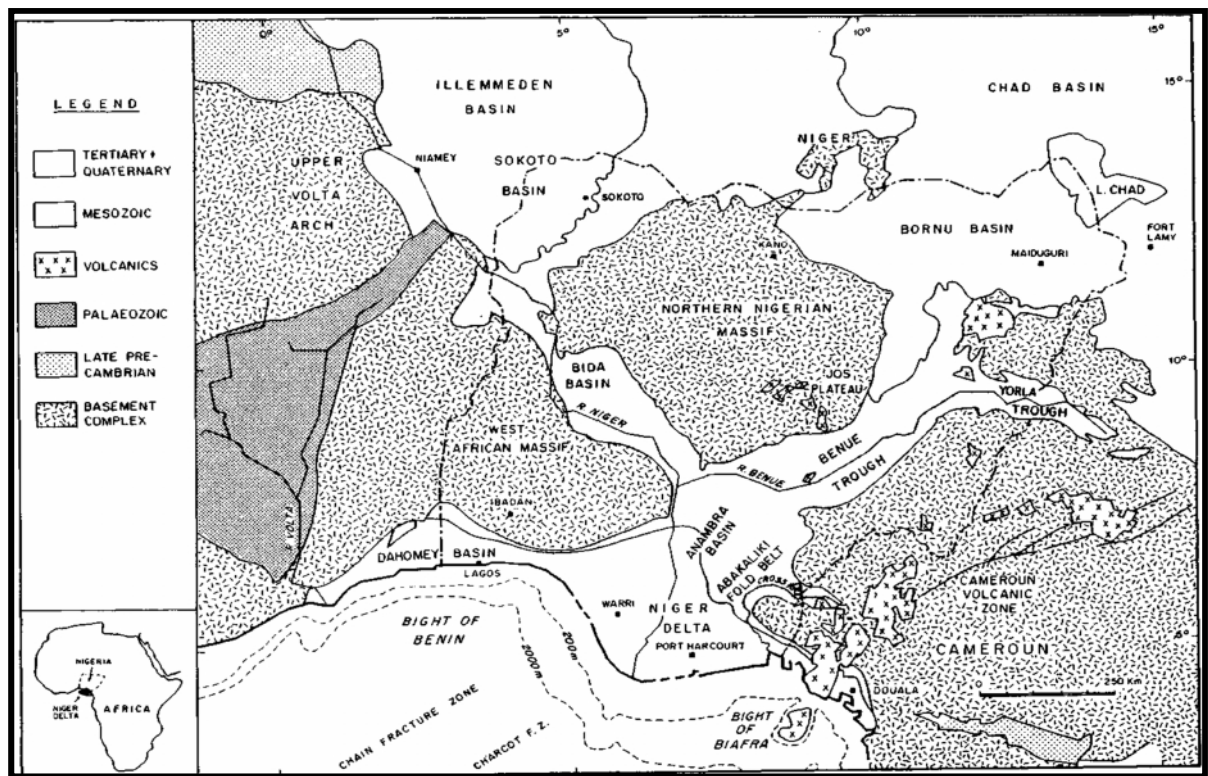 0°
5°
10°
15°
15°
10°
5°
LEGEND
TERTIARY +
QUATERNARY
MESOZOIC
VOLCANICS
PALAEOZOIC
LATE PRE-
CAMBRIAN
BASEMENT
COMPLEX
ILLEMMEDEN
BASIN
CHAD BASIN
NIGER
UPPER
VOLTA
ARCH
NIAMEY
SOKOTO
BASIN
SOKOTO
L. CHAD
BORNU BASIN
FORT
LAMY
MAIDUGURI
KANO
NORTHERN NIGERIAN
MASSIF
JOS
PLATEAU
BIDA
BASIN
R. NIGER
YORLA
TROUGH
WEST
AFRICAN MASSIF
IBADAN
R. BENUE
BENUE
TROUGH
R. VOLTA
DAHOMEY BASIN
LAGOS
ANAMBRA
BASIN
ABAKALIKI
FOLD BELT
CROSS R.
WARRI
NIGER
DELTA
PORT HARCOURT
CAMEROUN
VOLCANIC
ZONE
CAMEROUN
BIGHT OF
BENIN
200m
2000m
DOUALA
0 250 Km
BIGHT
OF
BIAFRA
CHAIN FRACTURE ZONE
CHARCOT F. Z.
NIGERIA
NIGER
DELTA
AFRICA